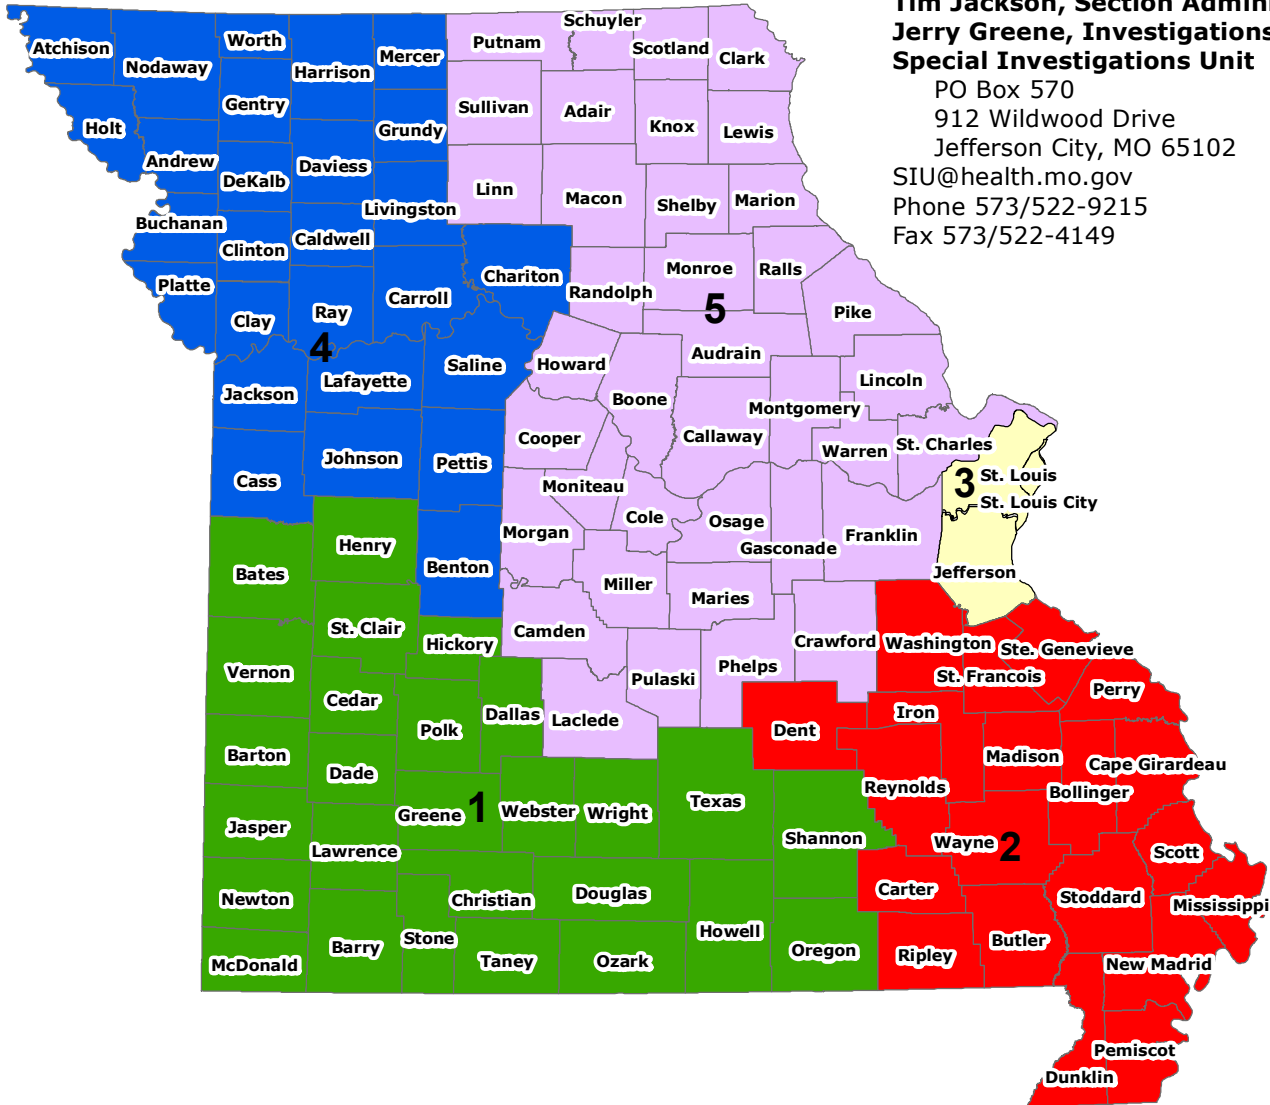 Tim Jackson, Section Admini
Jerry Greene, Investigations
Special Investigations Unit
PO Box 570
912 Wildwood Drive
Jefferson City, MO 65102
SIU@health.mo.gov
Phone 573/522-9215
Fax 573/522-4149
Atchison
Nodaway
Worth
Harrison
Mercer
Putnam
Schuyler
Scotland
Clark
Holt
Gentry
Grundy
Sullivan
Adair
Knox
Lewis
Andrew
DeKalb
Daviess
Livingston
Linn
Macon
Shelby
Marion
Buchanan
Clinton
Caldwell
Chariton
Randolph
Monroe
Ralls
Platte
Clay
Ray
Carroll
5
Pike
4
Jackson
Lafayette
Saline
Howard
Boone
Audrain
Lincoln
Montgomery
Cass
Johnson
Pettis
Cooper
Callaway
Warren
St. Charles
Moniteau
3
St. Louis
St. Louis City
Bates
Henry
Benton
Morgan
Cole
Osage
Gasconade
Franklin
Jefferson
Miller
Maries
St. Clair
Hickory
Camden
Crawford
Washington
Ste. Genevieve
Vernon
Cedar
Pulaski
Phelps
St. Francois
Perry
Polk
Dallas
Laclede
Dent
Iron
Barton
Dade
Madison
Cape Girardeau
Reynolds
Bollinger
Jasper
Greene
1
Webster
Wright
Texas
Shannon
Wayne
2
Scott
Lawrence
Newton
Christian
Douglas
Carter
Stoddard
Mississippi
McDonald
Barry
Stone
Taney
Ozark
Howell
Oregon
Ripley
Butler
New Madrid
Pemiscot
Dunklin